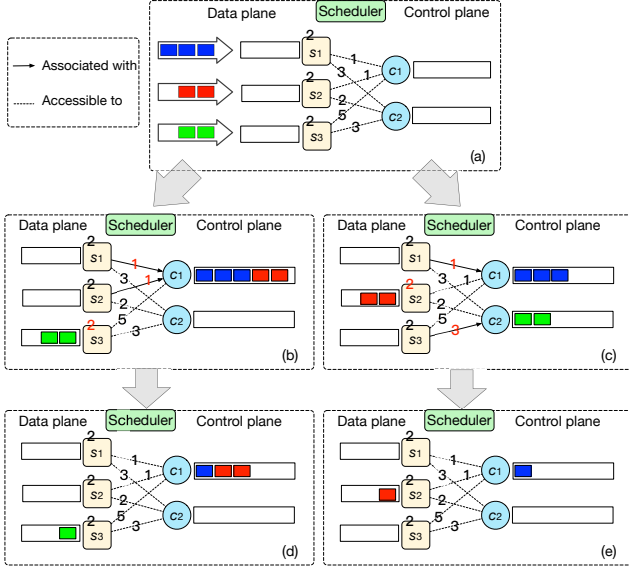 Data plane Scheduler Control plane
Associated with
Accessible to
2 s1 1 c1
3 1
2 s2
2 c2
2 s3 5
3
(a)
Data plane Scheduler Control plane
2 s1 1 c1
3 1
2 s2
2 c2
2 s3 5
3
(b)
Data plane Scheduler Control plane
2 s1 1 c1
3 1
2 s2
2 c2
2 s3 5
3
(c)
Data plane Scheduler Control plane
2 s1 1 c1
3 1
2 s2
2 c2
2 s3 5
3
(d)
Data plane Scheduler Control plane
2 s1 1 c1
3 1
2 s2
2 c2
2 s3 5
3
(e)